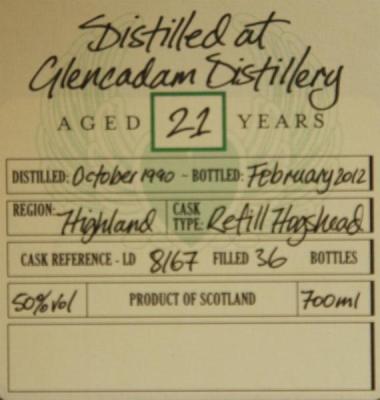 Distilled at
Glencadam Distillery
AGED 21 YEARS
DISTILLED: October 1990 - BOTTLED: February 2012
REGION: Highland CASK TYPE: Refill Hogshead
CASK REFERENCE - LD 8167 FILLED 36 BOTTLES
50% vol PRODUCT OF SCOTLAND 700ml